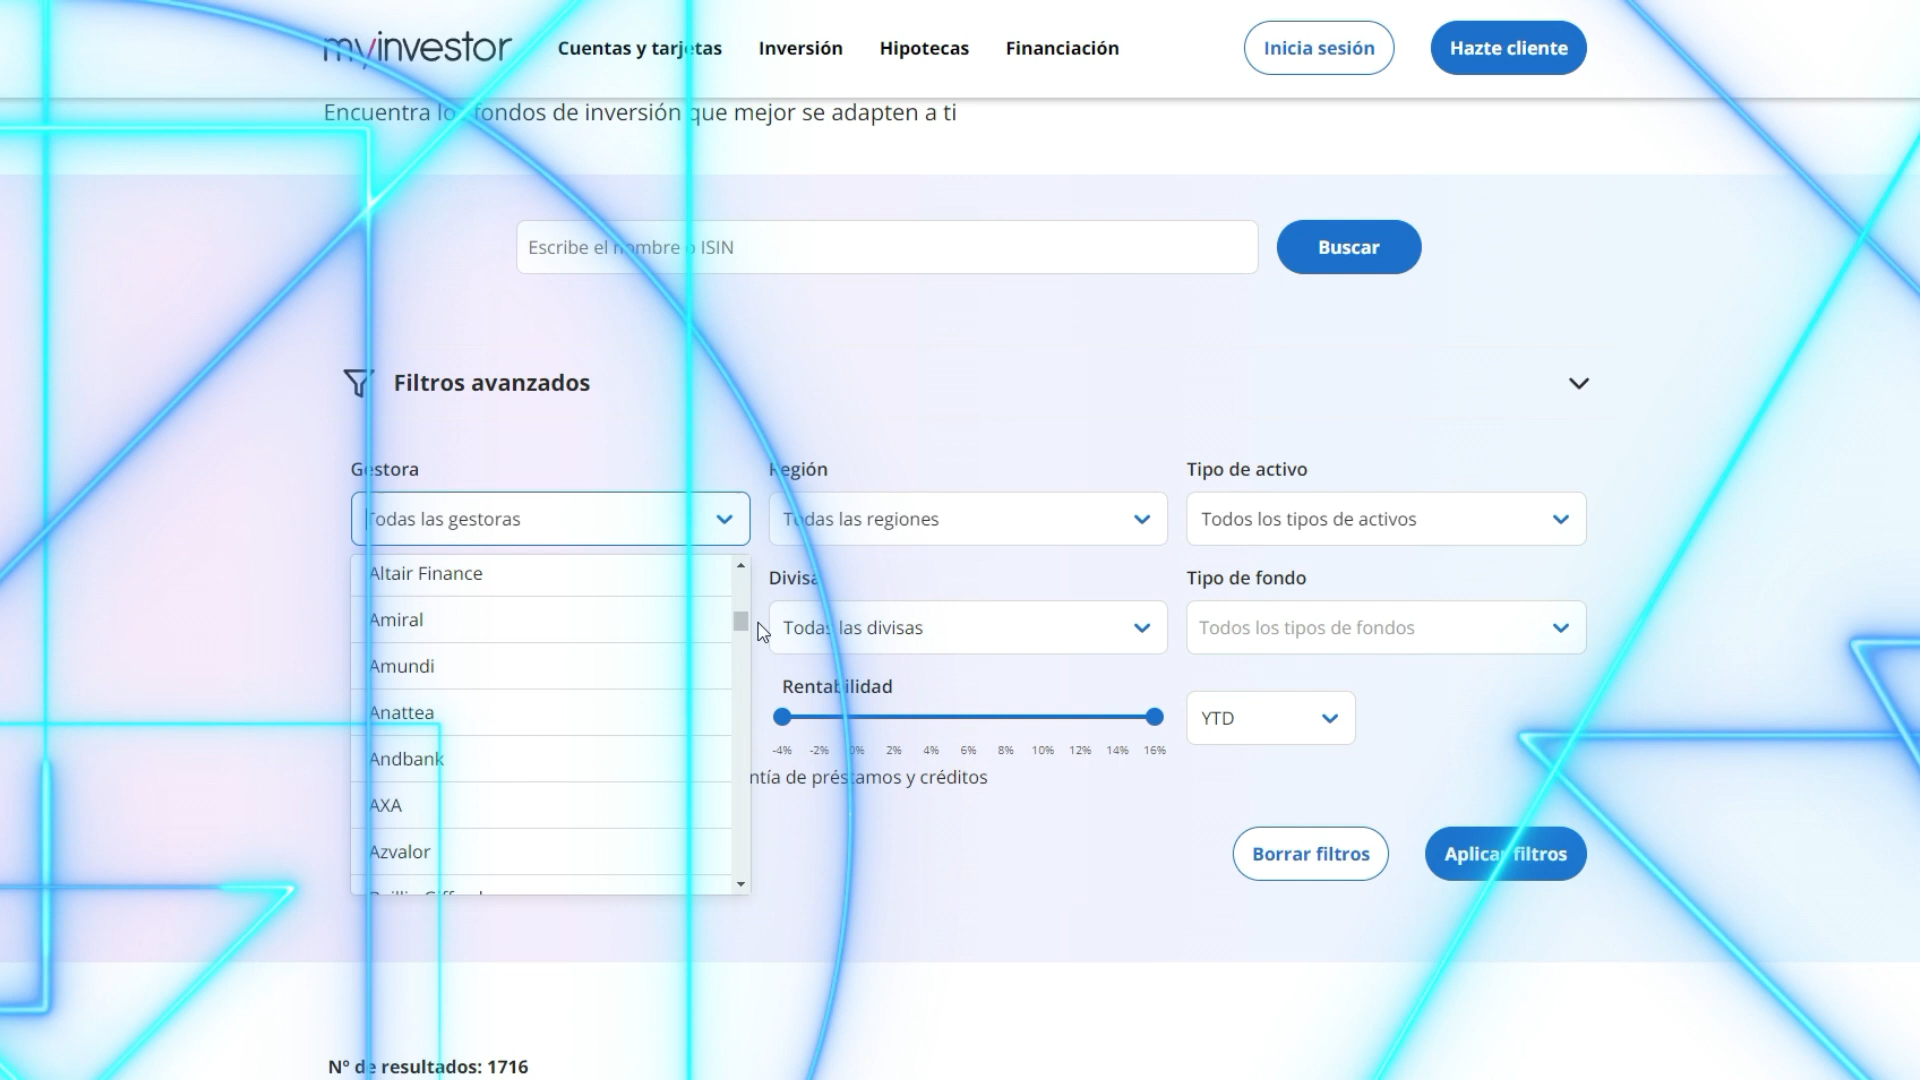 myinvestor
Cuentas y tarjetas
Inversión
Hipotecas
Financiación
Inicia sesión
Hazte cliente
Encuentra los fondos de inversión que mejor se adapten a ti
Escribe el nombre o ISIN
Buscar
Filtros avanzados
Gestora
Región
Tipo de activo
Todas las gestoras
Todas las regiones
Todos los tipos de activos
Altair Finance
Amiral
Amundi
Anattea
Andbank
AXA
Azvalor
Divisa
Tipo de fondo
Todas las divisas
Todos los tipos de fondos
Rentabilidad
YTD
-4% -2% 0% 2% 4% 6% 8% 10% 12% 14% 16%
ntía de préstamos y créditos
Borrar filtros
Aplicar filtros
Nº de resultados: 1716